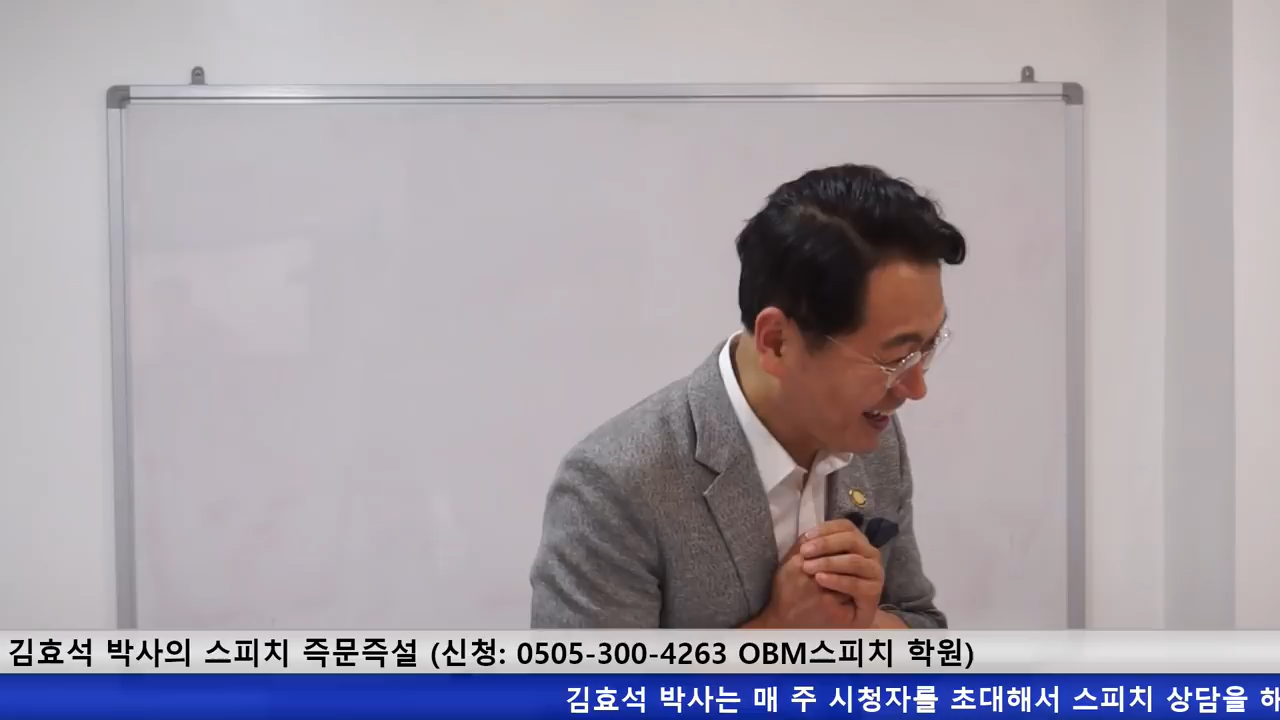 김효석 박사의 스피치 즉문즉설 (신청: 0505-300-4263 OBM스피치 학원)
김효석 박사는 매 주 시청자를 초대해서 스피치 상담을 해